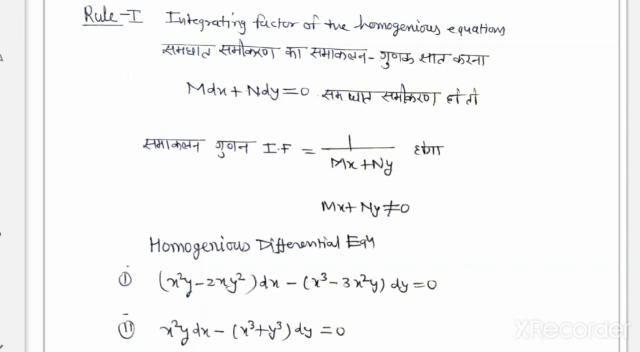 Rule-I Integrating factor of the homogenious equations
समघात समीकरण का समाकलन-गुणक सात करना
Mdx + Ndy = 0 समघात समीकरण हो तो
समाकलन गुणन I.F = 1/(Mx + Ny) होगा
Mx + Ny ≠ 0
Homogenious Differential Eqy
(i) (x²y - 2xy²) dx - (x³ - 3x²y) dy = 0
(ii) x²y dx - (x³ + y³) dy = 0
XRecorder